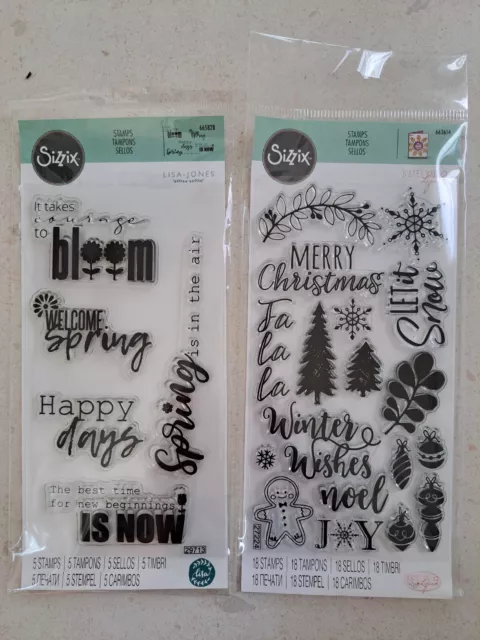 Sizzix
STAMPS
TAMPONS
SELLOS
665878
LISA-JONES
It takes
courage
to
bloom
WELCOME
Spring
Spring is in the air
Happy
days
The best time
for new beginnings
IS NOW
5 STAMPS | 5 TAMPONS | 5 SELLOS | 5 TIMBRI
5 ПЕЧАТИ | 5 STEMPEL | 5 CARIMBOS
lisa
Sizzix
STAMPS
TAMPONS
SELLOS
MERRY
Christmas
LET it
Snow
Fa
la
la
la
Winter
Wishes
noel
JOY
18 STAMPS | 18 TAMPONS | 18 SELLOS | 18 TIMBRI
18 ПЕЧАТИ | 18 STEMPEL | 18 CARIMBOS